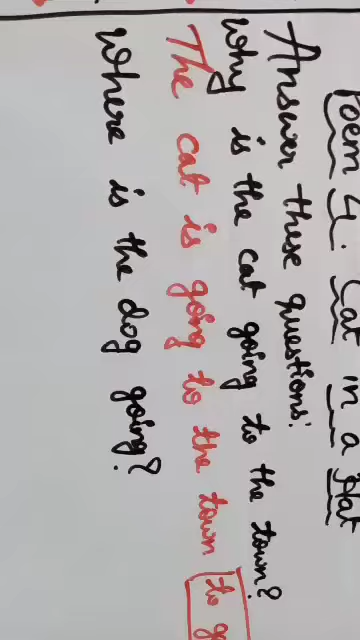 Poem 4: Cat in a Hat
Answer these questions:
Why is the cat going to the town?
The cat is going to the town to
Where is the dog going?